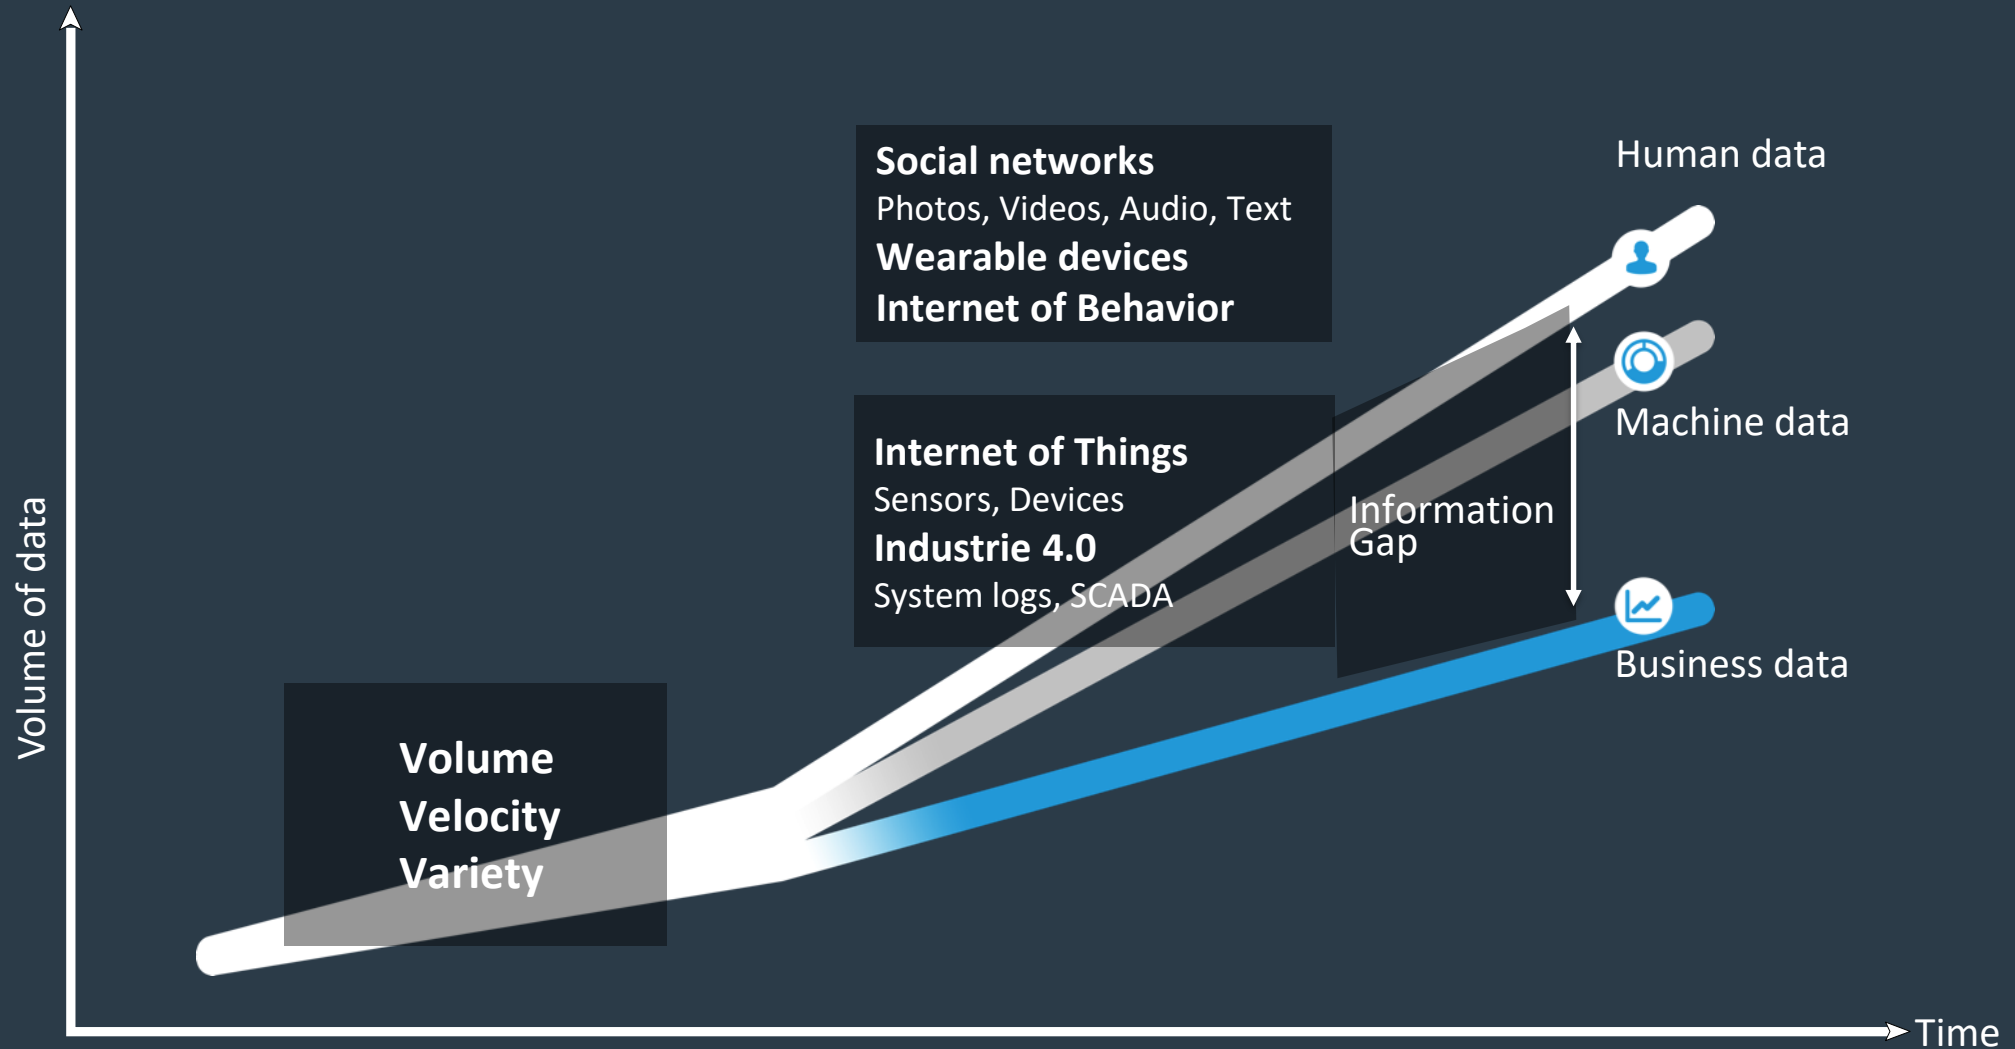 Volume of data
Social networks
Photos, Videos, Audio, Text
Wearable devices
Internet of Behavior
Human data
Internet of Things
Sensors, Devices
Industrie 4.0
System logs, SCADA
Machine data
Information
Gap
Business data
Volume
Velocity
Variety
Time